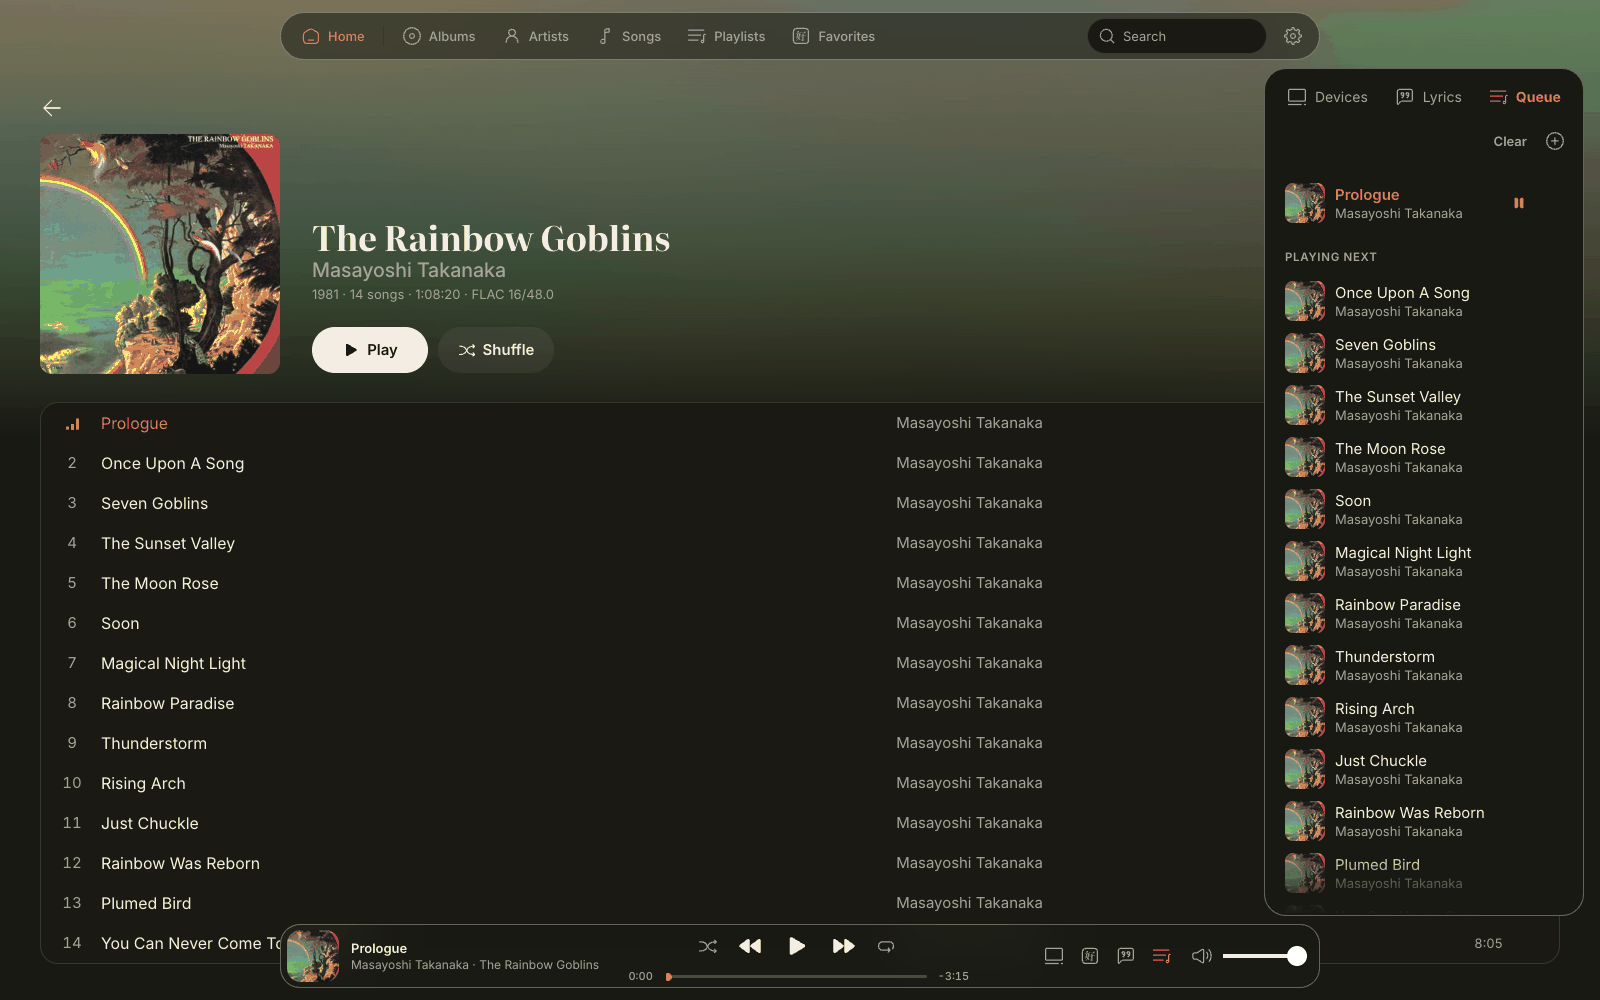 Home
Albums
Artists
Songs
Playlists
Favorites
Search
THE RAINBOW GOBLINS
Masayoshi TAKANAKA
The Rainbow Goblins
Masayoshi Takanaka
1981 · 14 songs · 1:08:20 · FLAC 16/48.0
Play
Shuffle
Prologue Masayoshi Takanaka
2 Once Upon A Song Masayoshi Takanaka
3 Seven Goblins Masayoshi Takanaka
4 The Sunset Valley Masayoshi Takanaka
5 The Moon Rose Masayoshi Takanaka
6 Soon Masayoshi Takanaka
7 Magical Night Light Masayoshi Takanaka
8 Rainbow Paradise Masayoshi Takanaka
9 Thunderstorm Masayoshi Takanaka
10 Rising Arch Masayoshi Takanaka
11 Just Chuckle Masayoshi Takanaka
12 Rainbow Was Reborn Masayoshi Takanaka
13 Plumed Bird Masayoshi Takanaka
14 You Can Never Come To 8:05
Devices
Lyrics
Queue
Clear
Prologue
Masayoshi Takanaka
PLAYING NEXT
Once Upon A Song
Masayoshi Takanaka
Seven Goblins
Masayoshi Takanaka
The Sunset Valley
Masayoshi Takanaka
The Moon Rose
Masayoshi Takanaka
Soon
Masayoshi Takanaka
Magical Night Light
Masayoshi Takanaka
Rainbow Paradise
Masayoshi Takanaka
Thunderstorm
Masayoshi Takanaka
Rising Arch
Masayoshi Takanaka
Just Chuckle
Masayoshi Takanaka
Rainbow Was Reborn
Masayoshi Takanaka
Plumed Bird
Masayoshi Takanaka
Prologue
Masayoshi Takanaka · The Rainbow Goblins
0:00
-3:15